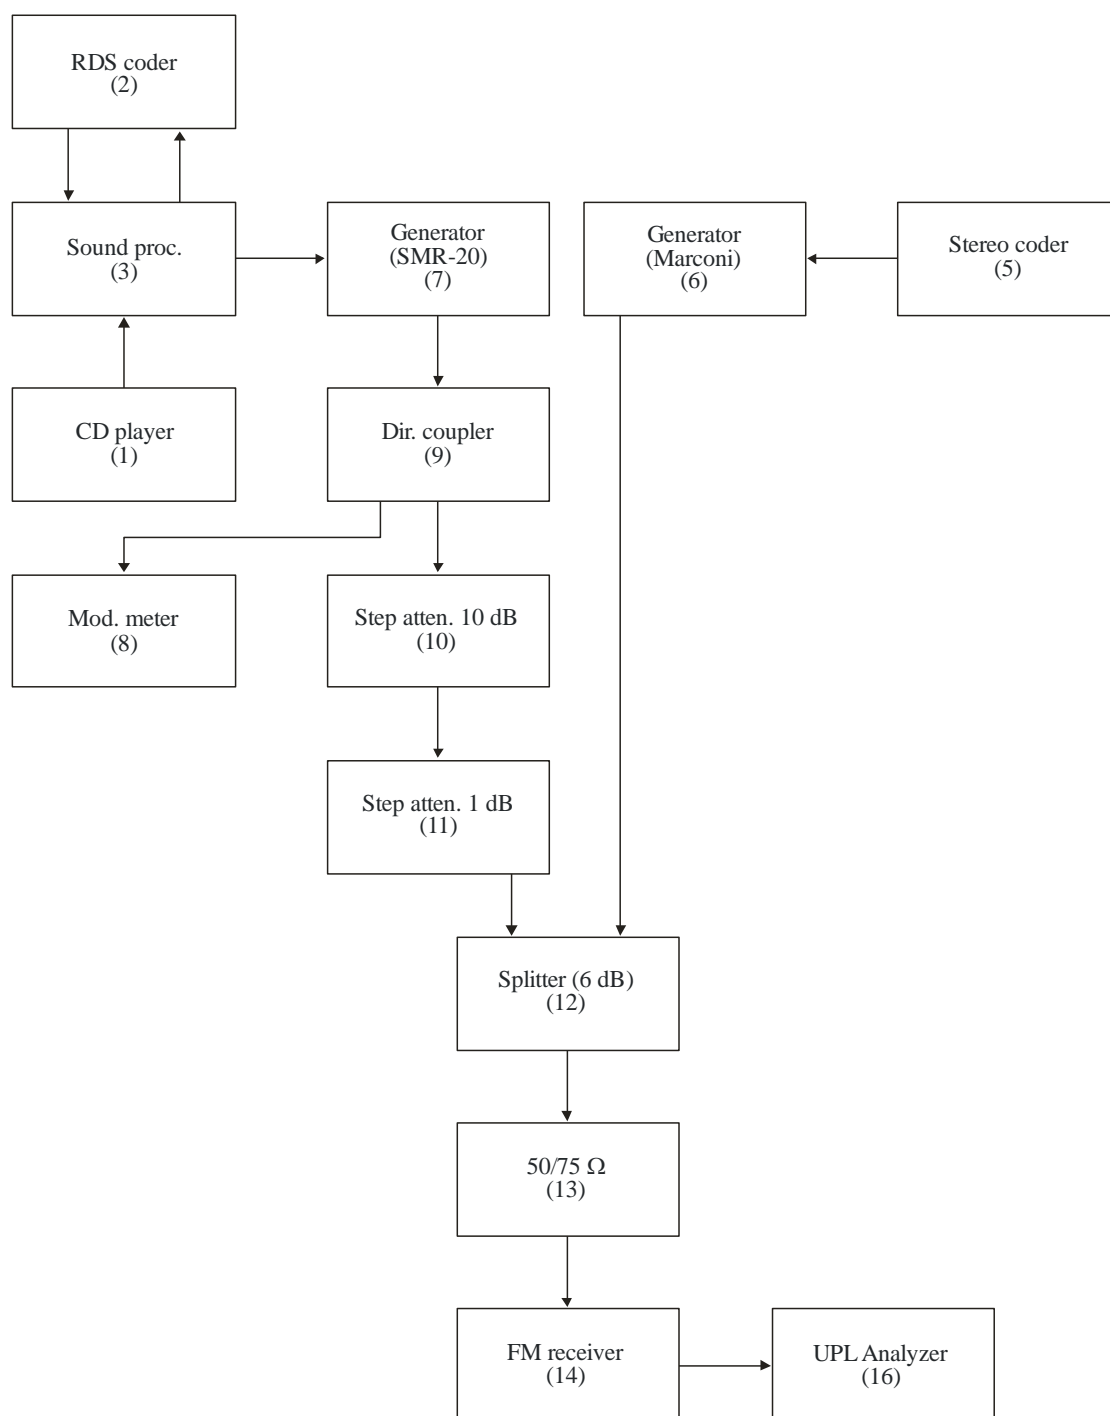 RDS coder
(2)
Sound proc.
(3)
Generator
(SMR-20)
(7)
Generator
(Marconi)
(6)
Stereo coder
(5)
CD player
(1)
Dir. coupler
(9)
Mod. meter
(8)
Step atten. 10 dB
(10)
Step atten. 1 dB
(11)
Splitter (6 dB)
(12)
50/75 Ω
(13)
FM receiver
(14)
UPL Analyzer
(16)